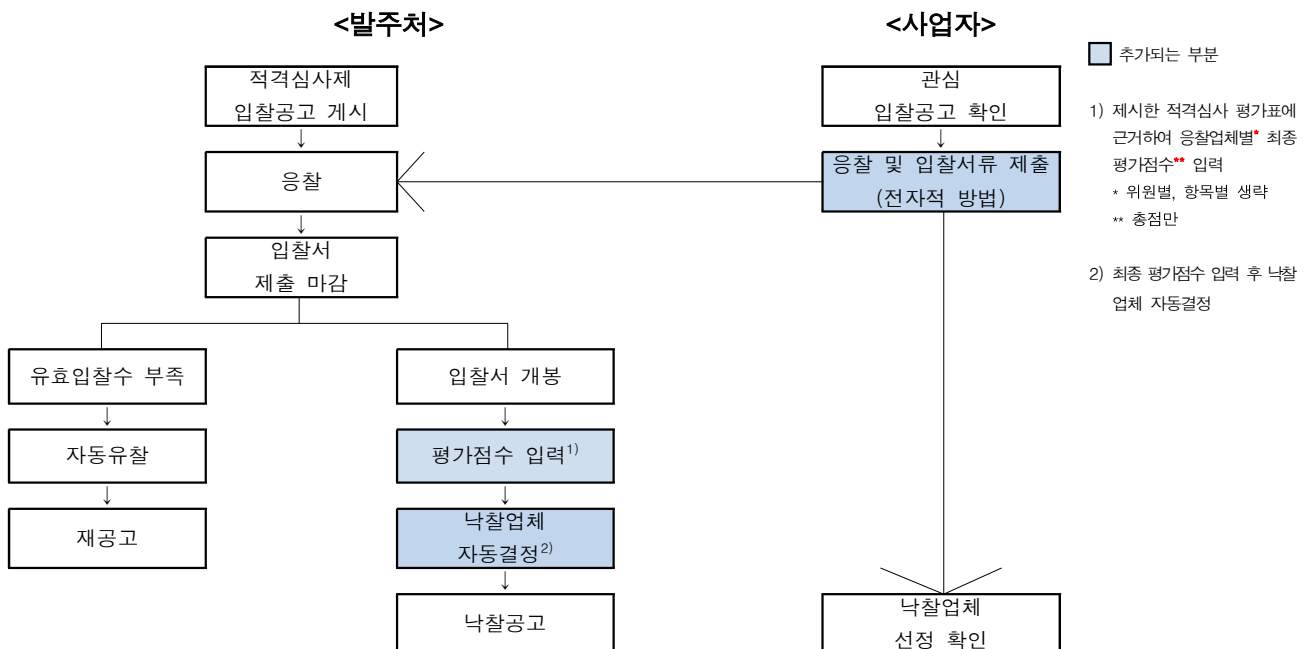 <발주처>
<사업자>
추가되는 부분
적격심사제
입찰공고 게시
관심
입찰공고 확인
1) 제시한 적격심사 평가표에
근거하여 응찰업체별* 최종
평가점수** 입력
* 위원별, 항목별 생략
** 총점만
응찰
응찰 및 입찰서류 제출
(전자적 방법)
입찰서
제출 마감
2) 최종 평가점수 입력 후 낙찰
업체 자동결정
유효입찰수 부족
입찰서 개봉
자동유찰
평가점수 입력1)
재공고
낙찰업체
자동결정2)
낙찰공고
낙찰업체
선정 확인